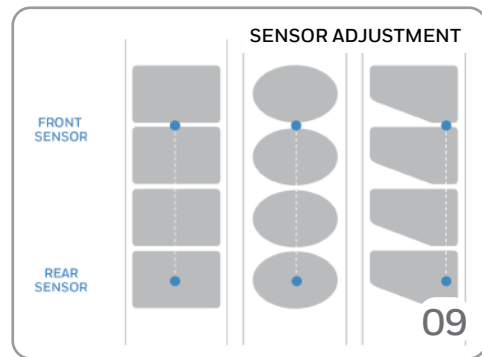 SENSOR ADJUSTMENT
FRONT
SENSOR
REAR
SENSOR
09